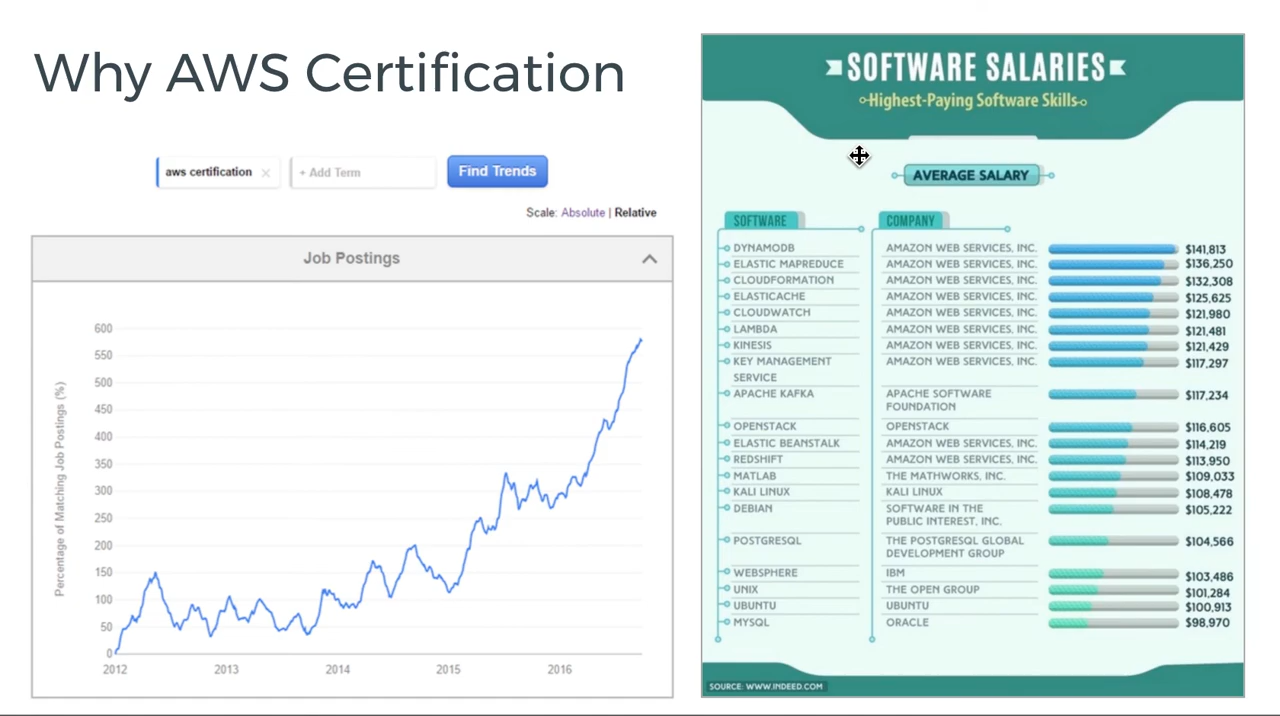 Why AWS Certification
aws certification ×
+ Add Term
Find Trends
Scale: Absolute | Relative
Job Postings
Percentage of Matching Job Postings (%)
600
550
500
450
400
350
300
250
200
150
100
50
0
2012 2013 2014 2015 2016
SOFTWARE SALARIES
Highest-Paying Software Skills
AVERAGE SALARY
SOFTWARE COMPANY
DYNAMODB AMAZON WEB SERVICES, INC. $141,813
ELASTIC MAPREDUCE AMAZON WEB SERVICES, INC. $136,250
CLOUDFORMATION AMAZON WEB SERVICES, INC. $132,308
ELASTICACHE AMAZON WEB SERVICES, INC. $125,625
CLOUDWATCH AMAZON WEB SERVICES, INC. $121,980
LAMBDA AMAZON WEB SERVICES, INC. $121,481
KINESIS AMAZON WEB SERVICES, INC. $121,429
KEY MANAGEMENT AMAZON WEB SERVICES, INC. $117,297
SERVICE
APACHE KAFKA APACHE SOFTWARE $117,234
FOUNDATION
OPENSTACK OPENSTACK $116,605
ELASTIC BEANSTALK AMAZON WEB SERVICES, INC. $114,219
REDSHIFT AMAZON WEB SERVICES, INC. $113,950
MATLAB THE MATHWORKS, INC. $109,033
KALI LINUX KALI LINUX $108,478
DEBIAN SOFTWARE IN THE $105,222
PUBLIC INTEREST, INC.
POSTGRESQL THE POSTGRESQL GLOBAL $104,566
DEVELOPMENT GROUP
WEBSPHERE IBM $103,486
UNIX THE OPEN GROUP $101,284
UBUNTU UBUNTU $100,913
MYSQL ORACLE $98,970
SOURCE: WWW.INDEED.COM